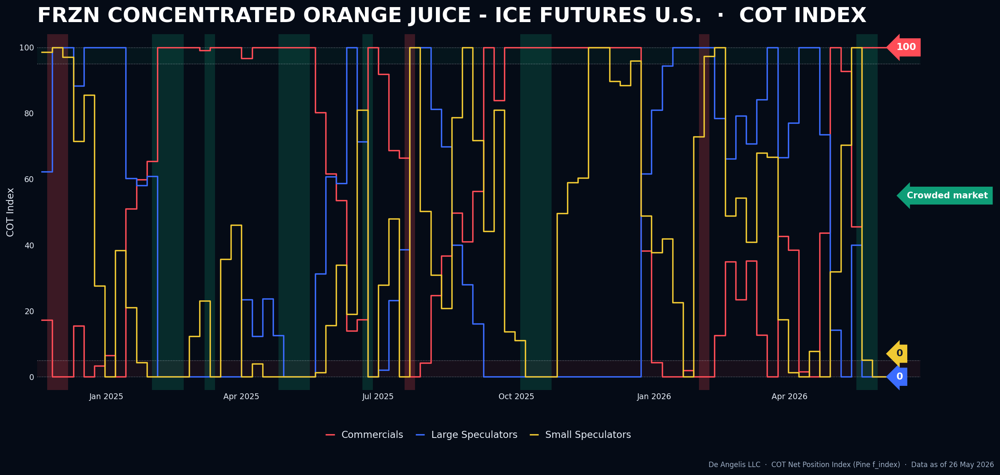 FRZN CONCENTRATED ORANGE JUICE - ICE FUTURES U.S. · COT INDEX
100
80
60
40
20
0
COT Index
100
Crowded market
0
0
Jan 2025
Apr 2025
Jul 2025
Oct 2025
Jan 2026
Apr 2026
Commercials
Large Speculators
Small Speculators
De Angelis LLC · COT Net Position Index (Pine f_index) · Data as of 26 May 2026